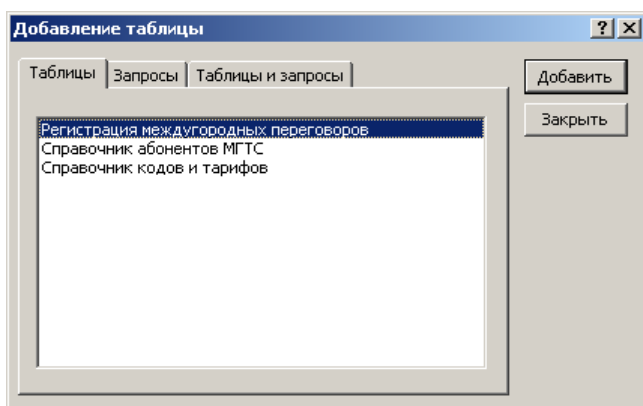 Добавление таблицы
Таблицы Запросы Таблицы и запросы
Добавить
Закрыть
Регистрация междугородных переговоров
Справочник абонентов МГТС
Справочник кодов и тарифов